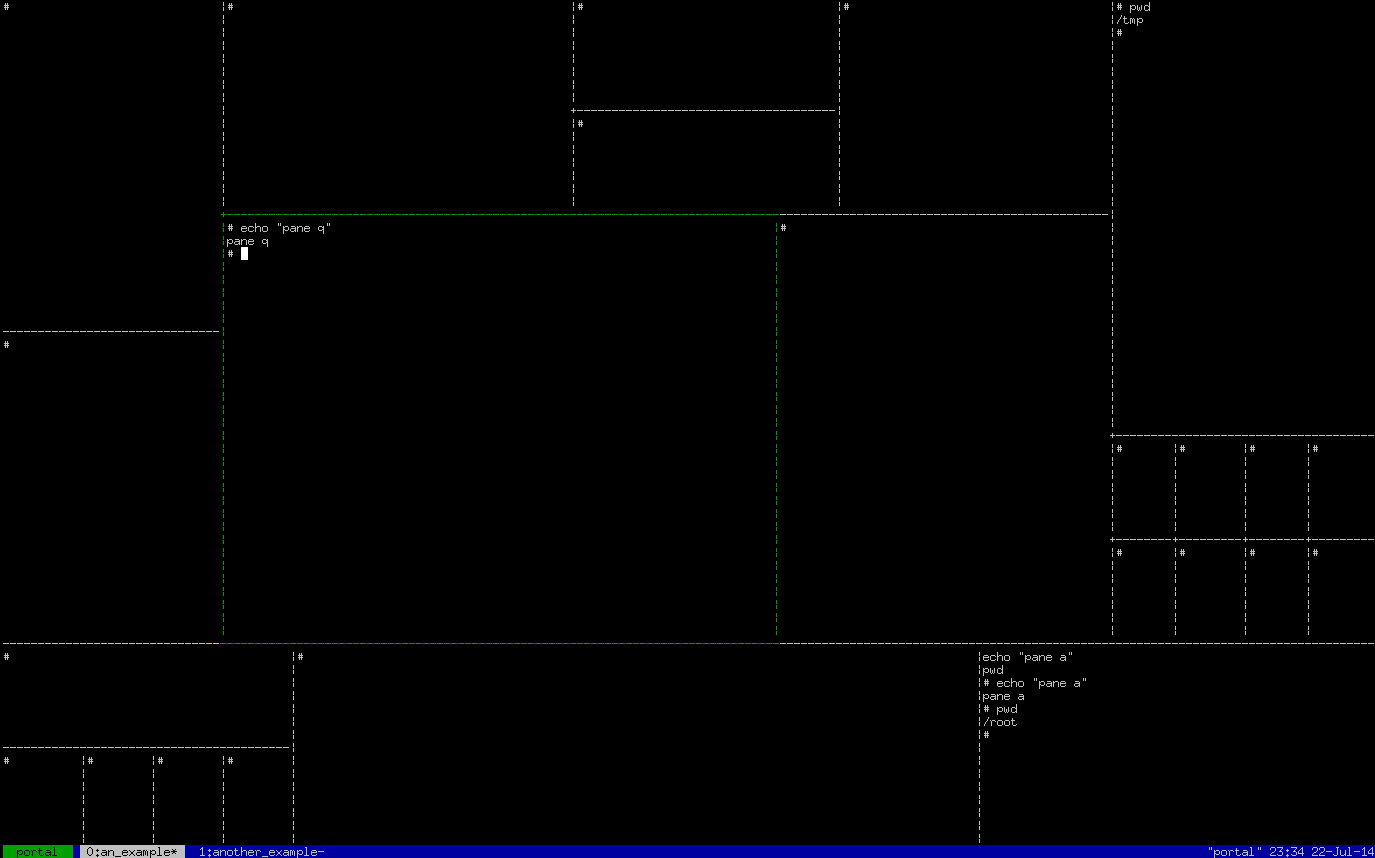 #
#
#
#
# pwd
/tmp
#
#
# echo "pane q"
pane q
#
#
#
# # # #
# # # #
#
#
echo "pane a"
pwd
# echo "pane a"
pane a
# pwd
/root
#
# # # #
portal 0:an_example* 1:another_example- "portal" 23:34 22-Jul-14